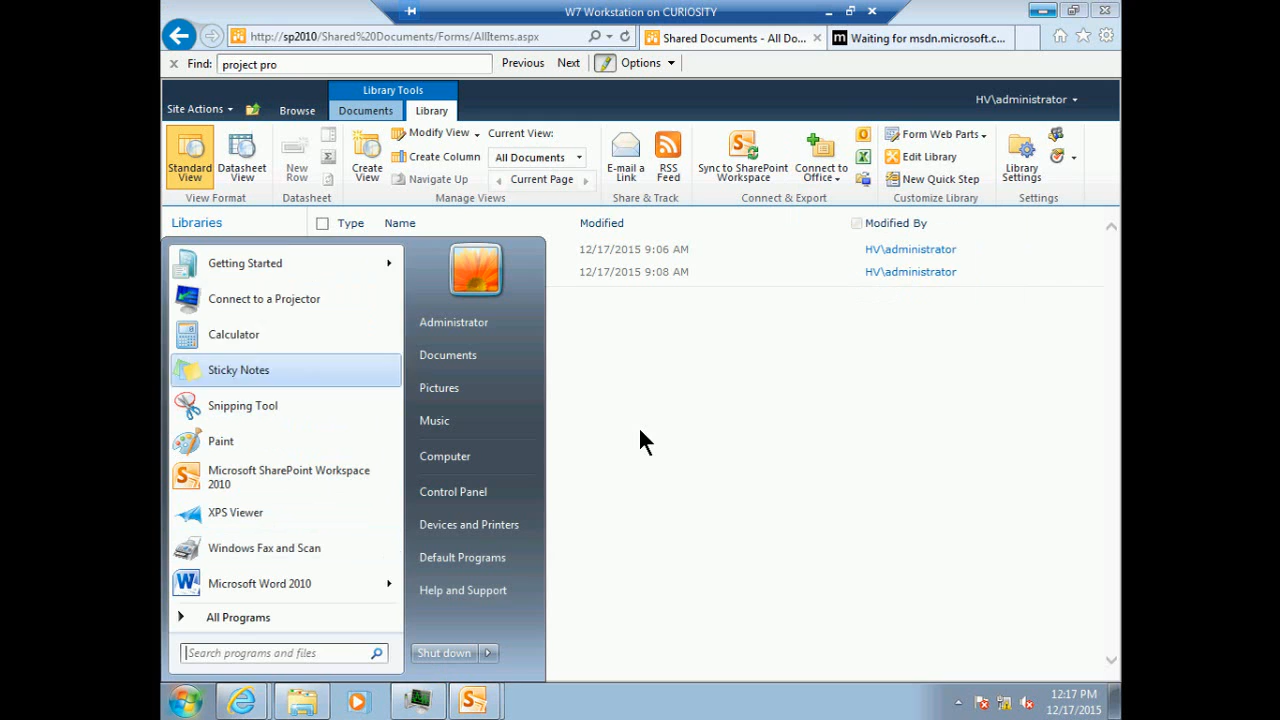 W7 Workstation on CURIOSITY
http://sp2010/Shared%20Documents/Forms/AllItems.aspx
Shared Documents - All Do...
Waiting for msdn.microsoft.c...
Find: project pro
Previous Next Options
Library Tools
Site Actions Browse Documents Library
HV\administrator
Standard View
Datasheet View
New Row
Create View
Modify View
Create Column
Navigate Up
Current View:
All Documents
Current Page
E-mail a Link
RSS Feed
Sync to SharePoint Workspace
Connect to Office
Form Web Parts
Edit Library
New Quick Step
Library Settings
View Format Datasheet Manage Views Share & Track Connect & Export Customize Library Settings
Libraries Type Name Modified Modified By
12/17/2015 9:06 AM HV\administrator
12/17/2015 9:08 AM HV\administrator
Getting Started
Connect to a Projector
Calculator
Sticky Notes
Snipping Tool
Paint
Microsoft SharePoint Workspace
2010
XPS Viewer
Windows Fax and Scan
Microsoft Word 2010
All Programs
Search programs and files
Administrator
Documents
Pictures
Music
Computer
Control Panel
Devices and Printers
Default Programs
Help and Support
Shut down
12:17 PM
12/17/2015